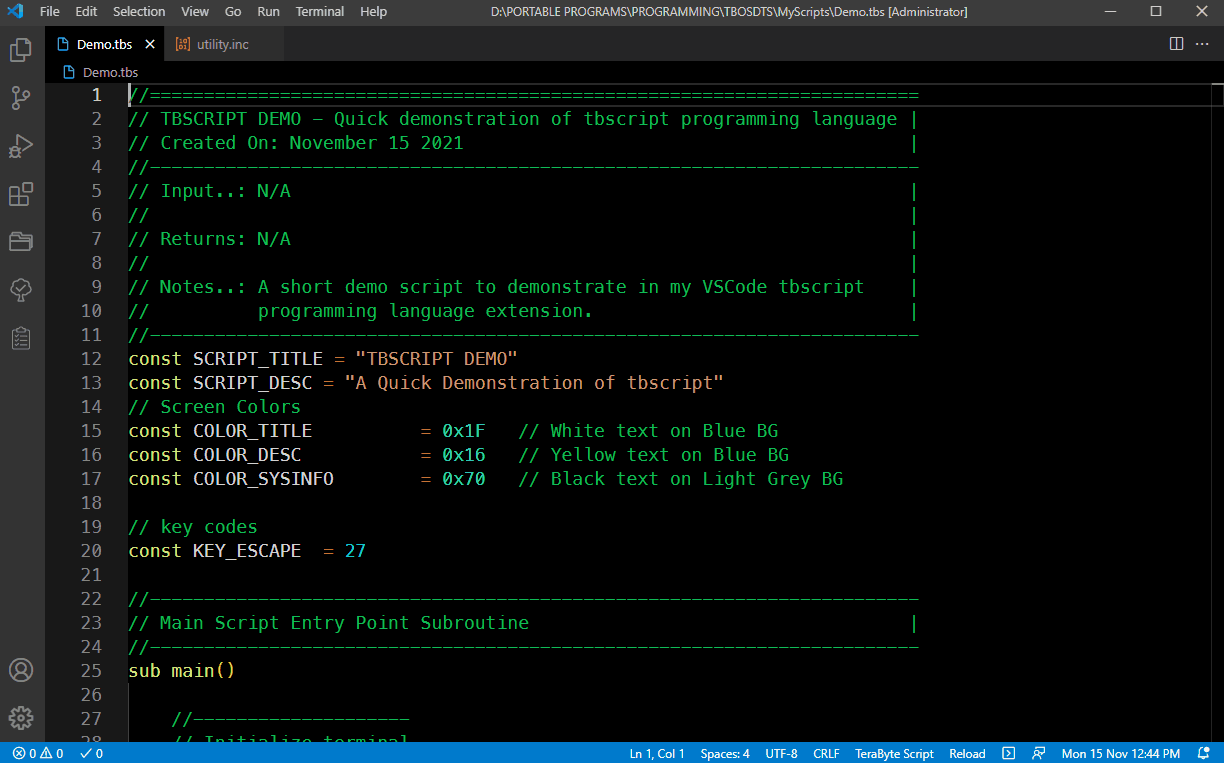 File Edit Selection View Go Run Terminal Help D:\PORTABLE PROGRAMS\PROGRAMMING\TBOSDTS\MyScripts\Demo.tbs [Administrator]
Demo.tbs utility.inc
Demo.tbs
1 //=======================================================================
2 // TBSCRIPT DEMO – Quick demonstration of tbscript programming language |
3 // Created On: November 15 2021 |
4 //-----------------------------------------------------------------------
5 // Input..: N/A |
6 // |
7 // Returns: N/A |
8 // |
9 // Notes..: A short demo script to demonstrate in my VSCode tbscript |
10 // programming language extension. |
11 //-----------------------------------------------------------------------
12 const SCRIPT_TITLE = "TBSCRIPT DEMO"
13 const SCRIPT_DESC = "A Quick Demonstration of tbscript"
14 // Screen Colors
15 const COLOR_TITLE = 0x1F // White text on Blue BG
16 const COLOR_DESC = 0x16 // Yellow text on Blue BG
17 const COLOR_SYSINFO = 0x70 // Black text on Light Grey BG
18
19 // key codes
20 const KEY_ESCAPE = 27
21
22 //-----------------------------------------------------------------------
23 // Main Script Entry Point Subroutine |
24 //-----------------------------------------------------------------------
25 sub main()
26
27 //--------------------
28 // Initialize terminal
0 0 0 Ln 1, Col 1 Spaces: 4 UTF-8 CRLF TeraByte Script Reload Mon 15 Nov 12:44 PM